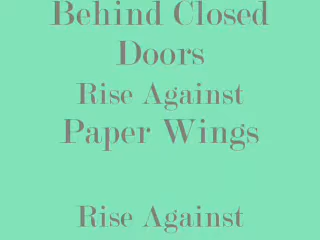 Behind Closed
Doors
Rise Against
Paper Wings
Rise Against